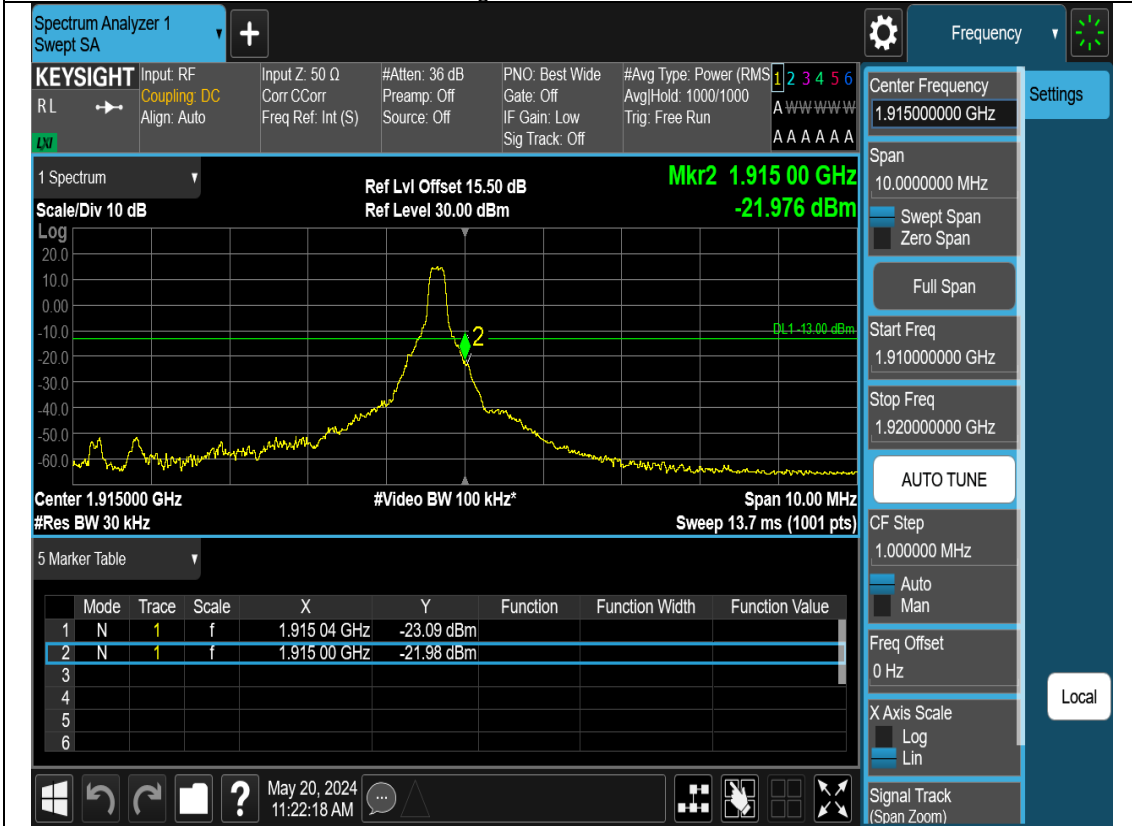 Spectrum Analyzer 1
Swept SA
Frequency
KEYSIGHT
R L
LXI
Input: RF
Coupling: DC
Align: Auto
Input Z: 50 Ω
Corr CCorr
Freq Ref: Int (S)
#Atten: 36 dB
Preamp: Off
Source: Off
PNO: Best Wide
Gate: Off
IF Gain: Low
Sig Track: Off
#Avg Type: Power (RMS
Avg|Hold: 1000/1000
Trig: Free Run
1 2 3 4 5 6
A W W W W W
A A A A A A
1 Spectrum
Scale/Div 10 dB
Ref Lvl Offset 15.50 dB
Ref Level 30.00 dBm
Mkr2 1.915 00 GHz
-21.976 dBm
Log
20.0
10.0
0.00
-10.0
-20.0
-30.0
-40.0
-50.0
-60.0
DL1 -13.00 dBm
2
Center 1.915000 GHz
#Res BW 30 kHz
#Video BW 100 kHz*
Span 10.00 MHz
Sweep 13.7 ms (1001 pts)
5 Marker Table
Mode Trace Scale X Y Function Function Width Function Value
1 N 1 f 1.915 04 GHz -23.09 dBm
2 N 1 f 1.915 00 GHz -21.98 dBm
3
4
5
6
May 20, 2024
11:22:18 AM
Center Frequency
1.915000000 GHz
Settings
Span
10.0000000 MHz
Swept Span
Zero Span
Full Span
Start Freq
1.910000000 GHz
Stop Freq
1.920000000 GHz
AUTO TUNE
CF Step
1.000000 MHz
Auto
Man
Freq Offset
0 Hz
Local
X Axis Scale
Log
Lin
Signal Track
(Span Zoom)